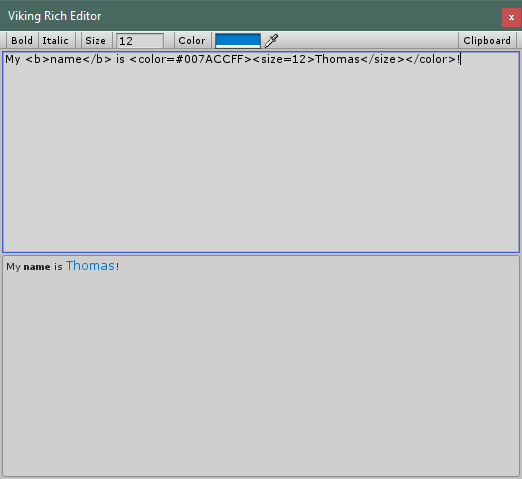 Viking Rich Editor
x
Bold Italic Size 12 Color Clipboard
My <b>name</b> is <color=#007ACCFF><size=12>Thomas</size></color>!
My name is Thomas!